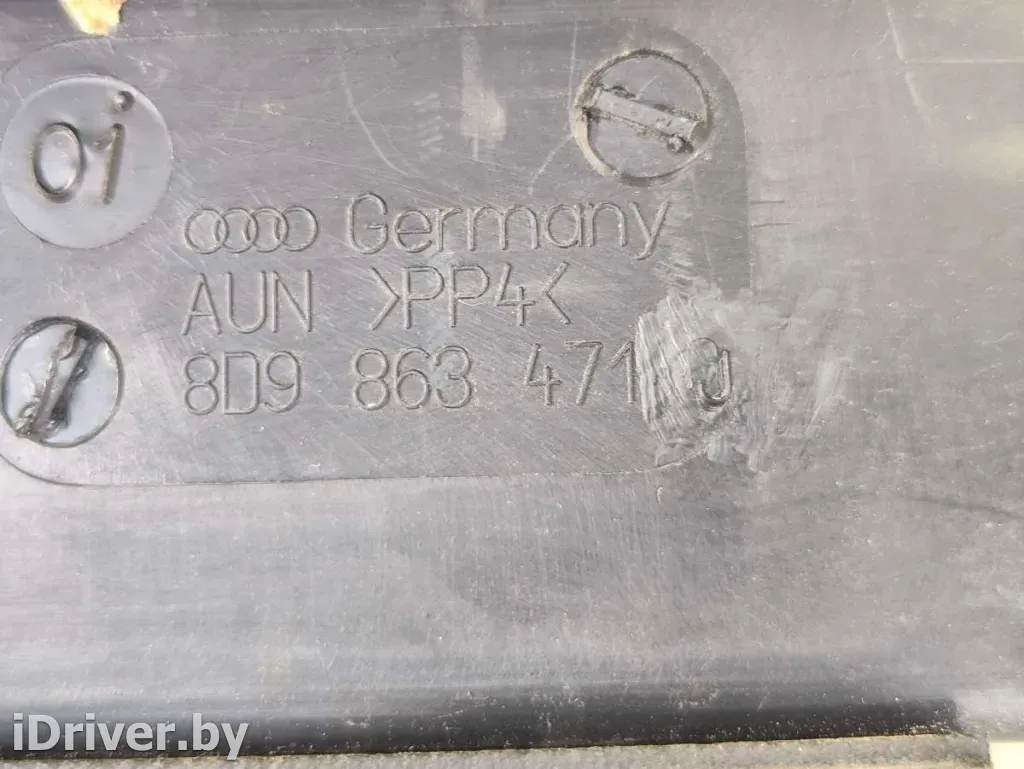 01
Germany
AUN >PP4<
8D9 863 471
iDriver.by